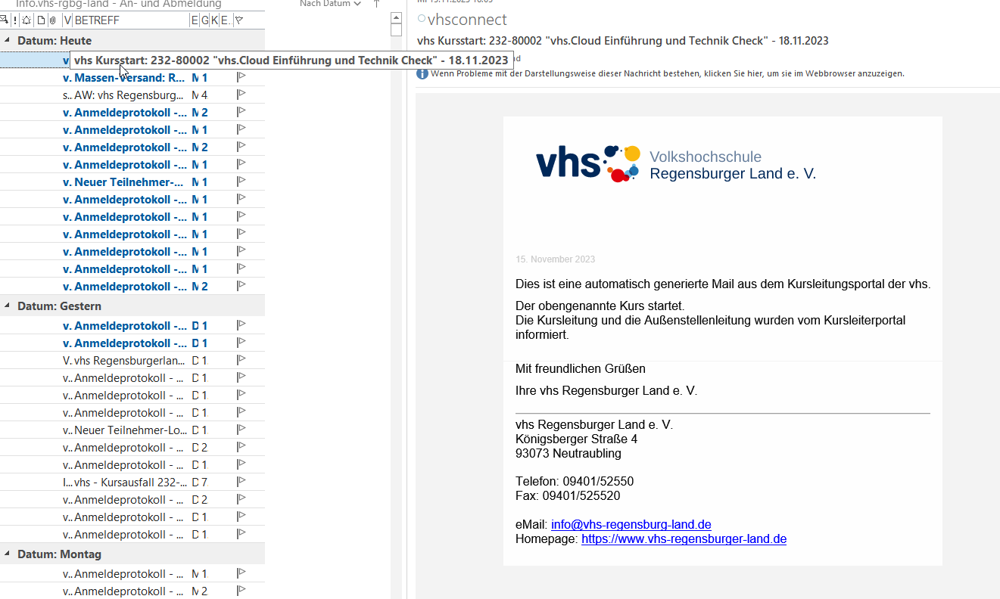 Info.vhs-rgbg-land - An- und Abmeldung
Nach Datum
! V BETREFF E G K E..
Datum: Heute
v
vhs Kursstart: 232-80002 "vhs.Cloud Einführung und Technik Check" - 18.11.2023
v. Massen-Versand: R... M 1
s.. AW: vhs Regensburg... M 4
v. Anmeldeprotokoll -... M 2
v. Anmeldeprotokoll -... M 1
v. Anmeldeprotokoll -... M 2
v. Anmeldeprotokoll -... M 1
v. Neuer Teilnehmer-... M 1
v. Anmeldeprotokoll -... M 1
v. Anmeldeprotokoll -... M 1
v. Anmeldeprotokoll -... M 1
v. Anmeldeprotokoll -... M 1
v. Anmeldeprotokoll -... M 1
v. Anmeldeprotokoll -... M 2
Datum: Gestern
v. Anmeldeprotokoll -... D 1
v. Anmeldeprotokoll -... D 1
V. vhs Regensburgerlan... D 1
v.. Anmeldeprotokoll - ... D 1
v.. Anmeldeprotokoll - ... D 1
v.. Anmeldeprotokoll - ... D 1
v.. Neuer Teilnehmer-Lo... D 1
v.. Anmeldeprotokoll - ... D 2
v.. Anmeldeprotokoll - ... D 1
I... vhs - Kursausfall 232-... D 7
v.. Anmeldeprotokoll - ... D 2
v.. Anmeldeprotokoll - ... D 1
v.. Anmeldeprotokoll - ... D 1
Datum: Montag
v.. Anmeldeprotokoll - ... M 1
v.. Anmeldeprotokoll - ... M 2
vhsconnect
vhs Kursstart: 232-80002 "vhs.Cloud Einführung und Technik Check" - 18.11.2023
nd
Wenn Probleme mit der Darstellungsweise dieser Nachricht bestehen, klicken Sie hier, um sie im Webbrowser anzuzeigen.
vhs
Volkshochschule
Regensburger Land e. V.
15. November 2023
Dies ist eine automatisch generierte Mail aus dem Kursleitungsportal der vhs.
Der obengenannte Kurs startet.
Die Kursleitung und die Außenstellenleitung wurden vom Kursleiterportal
informiert.
Mit freundlichen Grüßen
Ihre vhs Regensburger Land e. V.
vhs Regensburger Land e. V.
Königsberger Straße 4
93073 Neutraubling
Telefon: 09401/52550
Fax: 09401/525520
eMail: info@vhs-regensburg-land.de
Homepage: https://www.vhs-regensburger-land.de